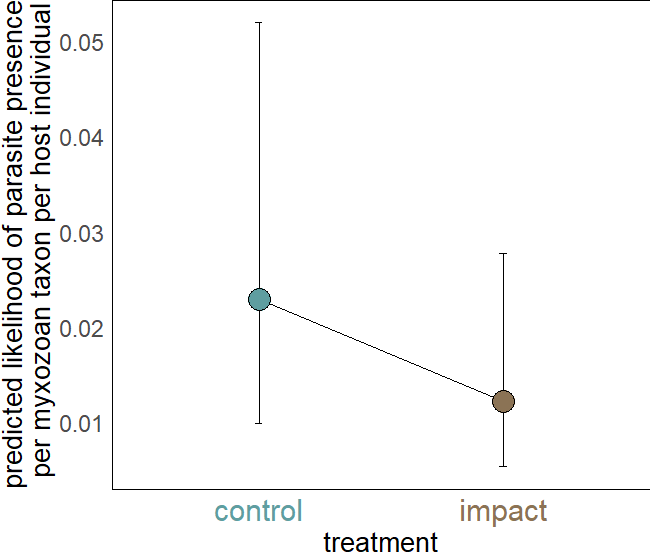 predicted likelihood of parasite presence
per myxozoan taxon per host individual
0.05
0.04
0.03
0.02
0.01
control impact
treatment